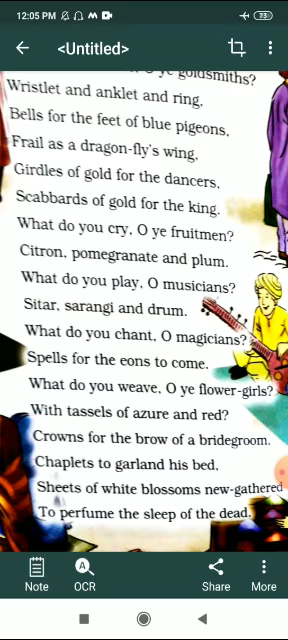 12:05 PM
73
<Untitled>
O ye goldsmiths?
Wristlet and anklet and ring,
Bells for the feet of blue pigeons,
Frail as a dragon-fly's wing,
Girdles of gold for the dancers,
Scabbards of gold for the king.
What do you cry, O ye fruitmen?
Citron, pomegranate and plum.
What do you play, O musicians?
Sitar, sarangi and drum.
What do you chant, O magicians?
Spells for the eons to come.
What do you weave, O ye flower-girls?
With tassels of azure and red?
Crowns for the brow of a bridegroom.
Chaplets to garland his bed,
Sheets of white blossoms new-gathered
To perfume the sleep of the dead.
Note OCR Share More